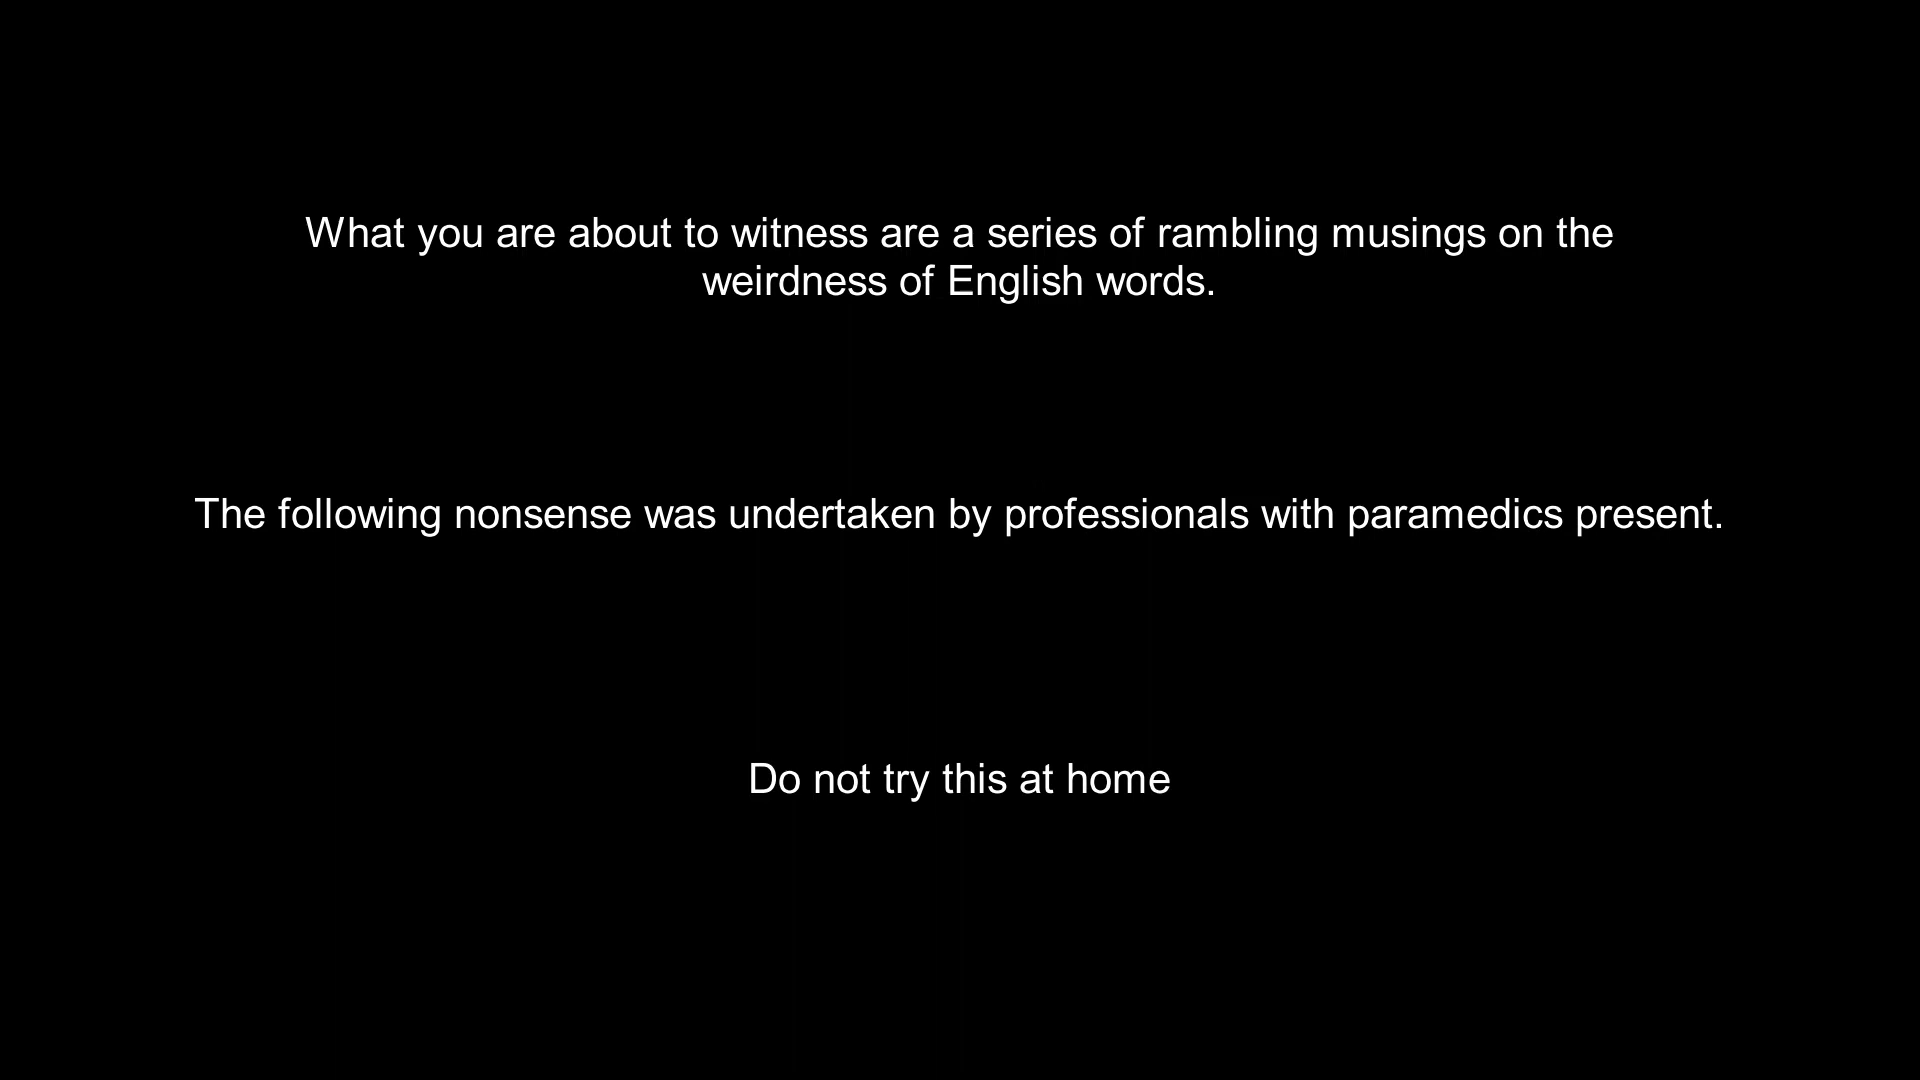 What you are about to witness are a series of rambling musings on the
weirdness of English words.
The following nonsense was undertaken by professionals with paramedics present.
Do not try this at home